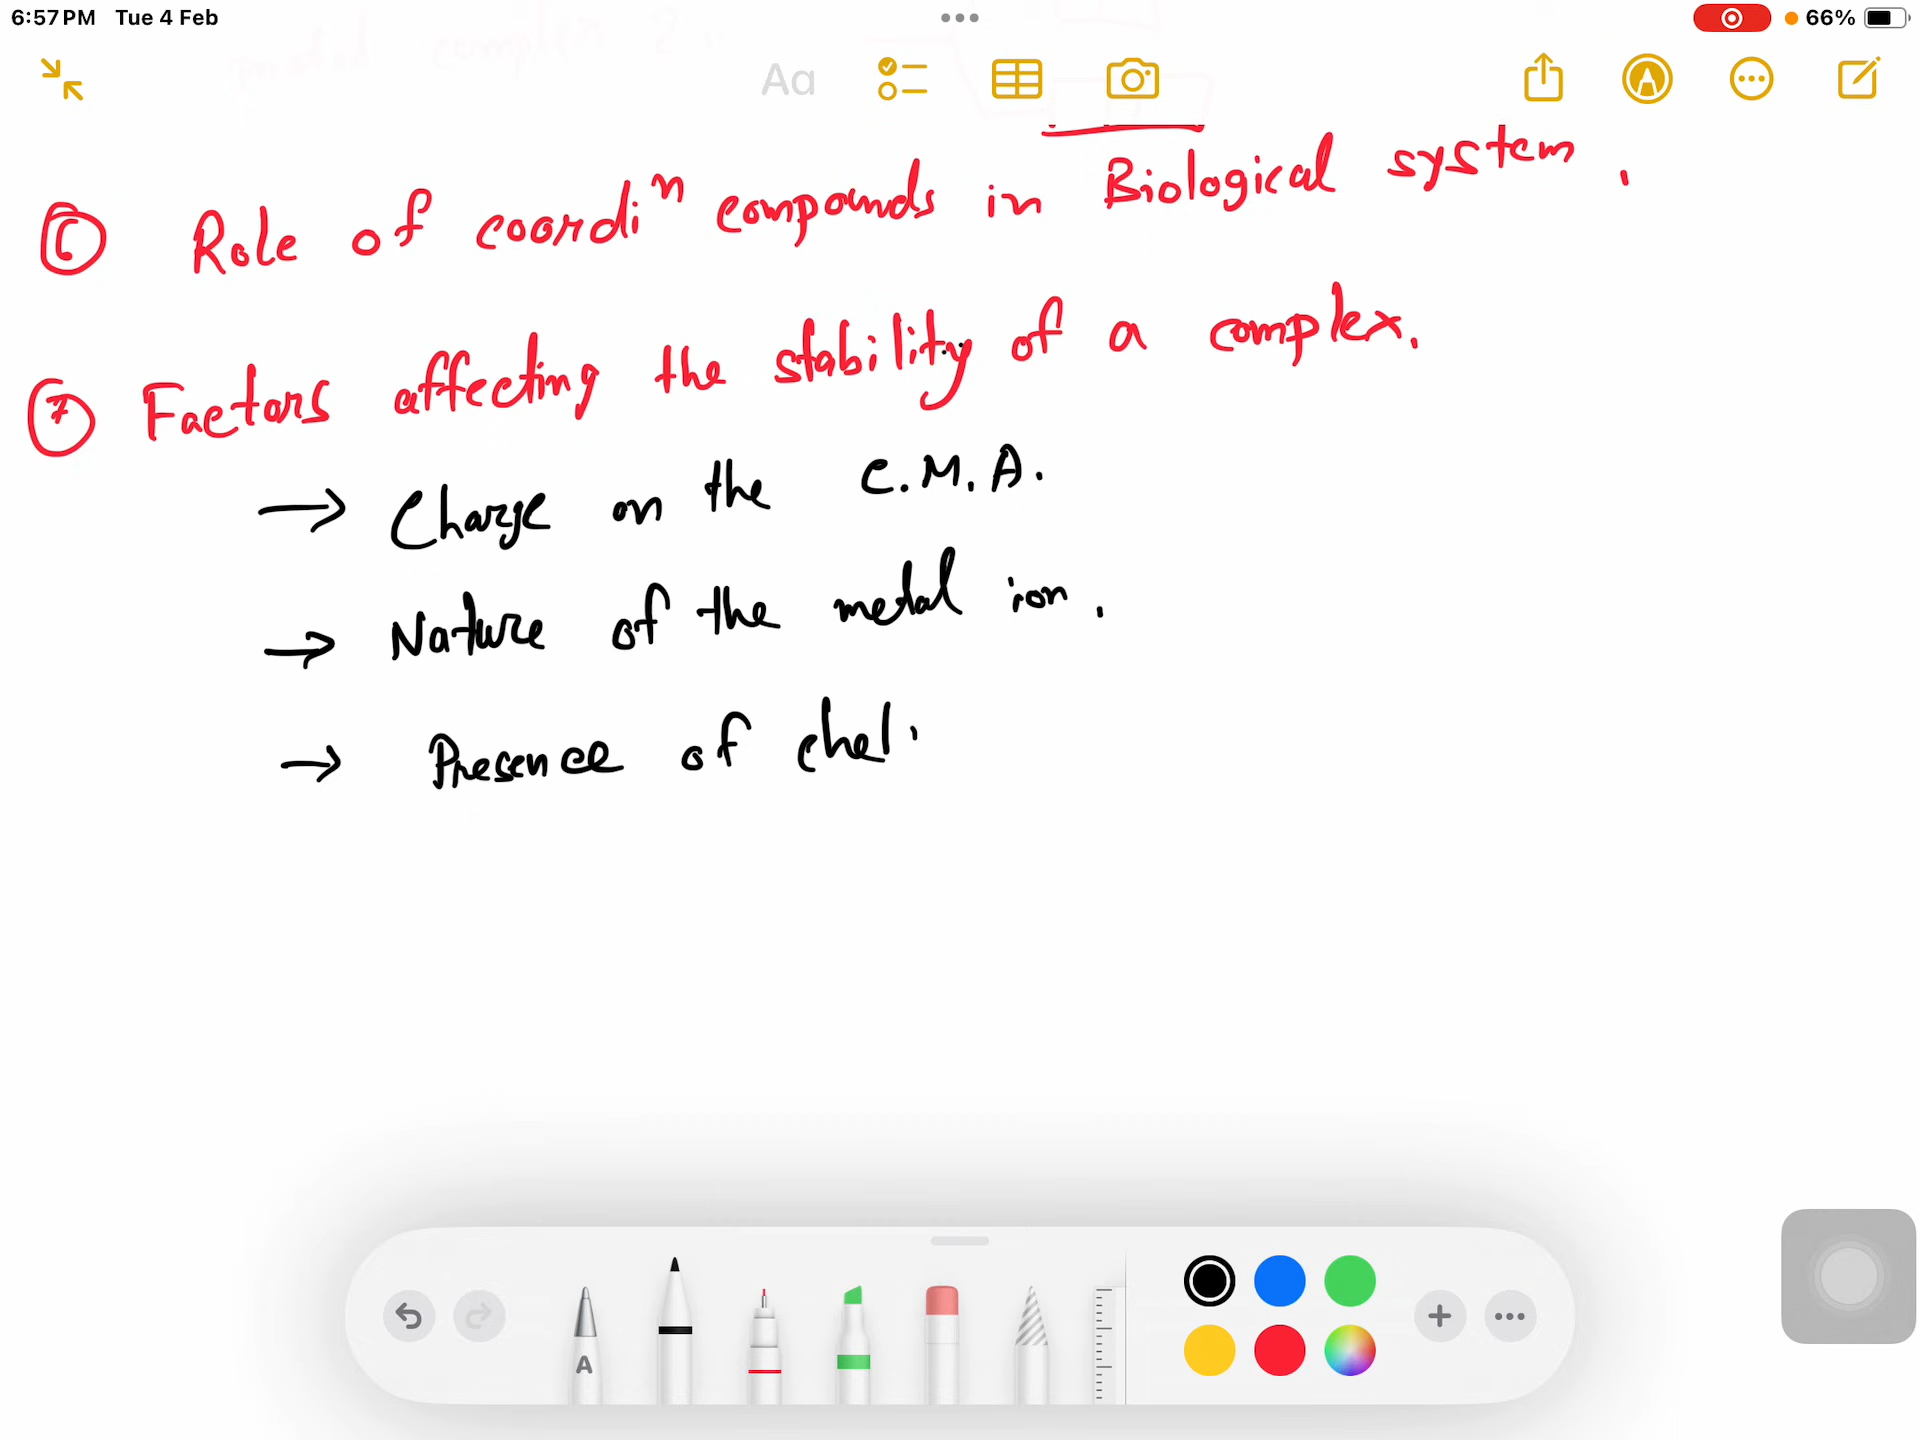 6:57 PM Tue 4 Feb
66%
Aa
⑥ Role of coordiⁿ compounds in Biological system.
⑦ Factors affecting the stability of a complex.
→ Charge on the C.M.A.
→ Nature of the metal ion.
→ Presence of chel
A